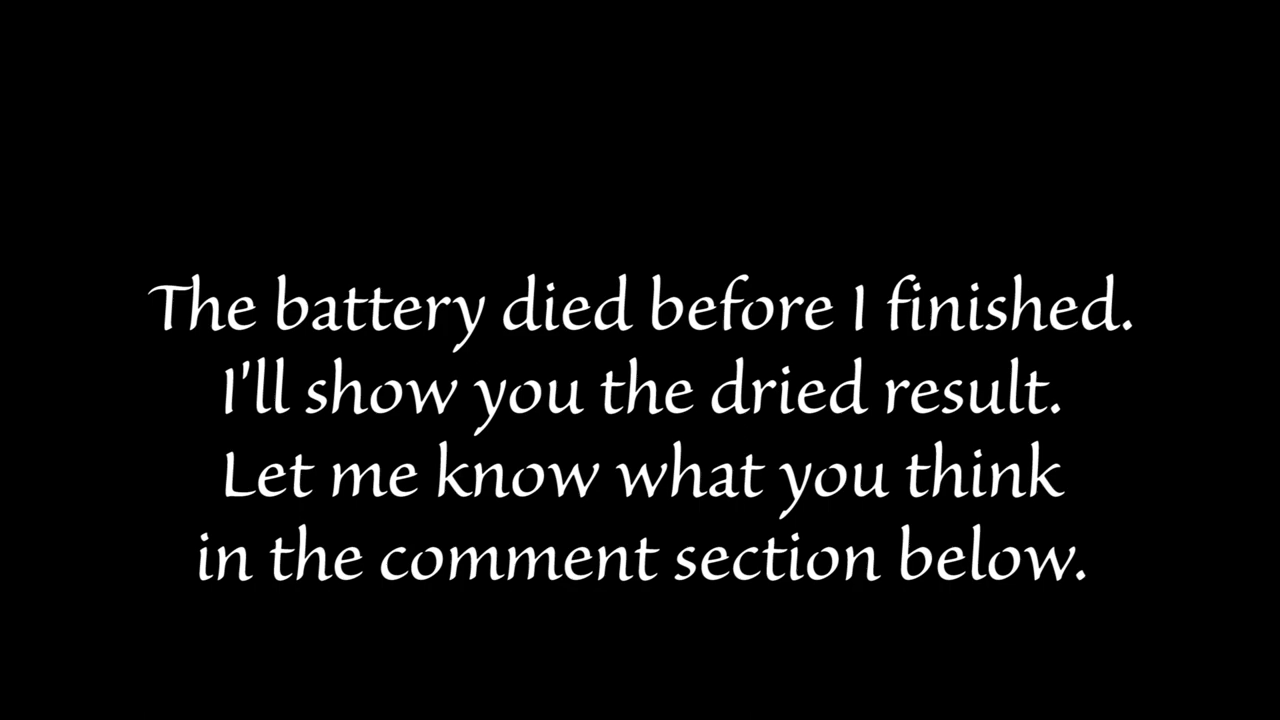 The battery died before I finished.
I'll show you the dried result.
Let me know what you think
in the comment section below.